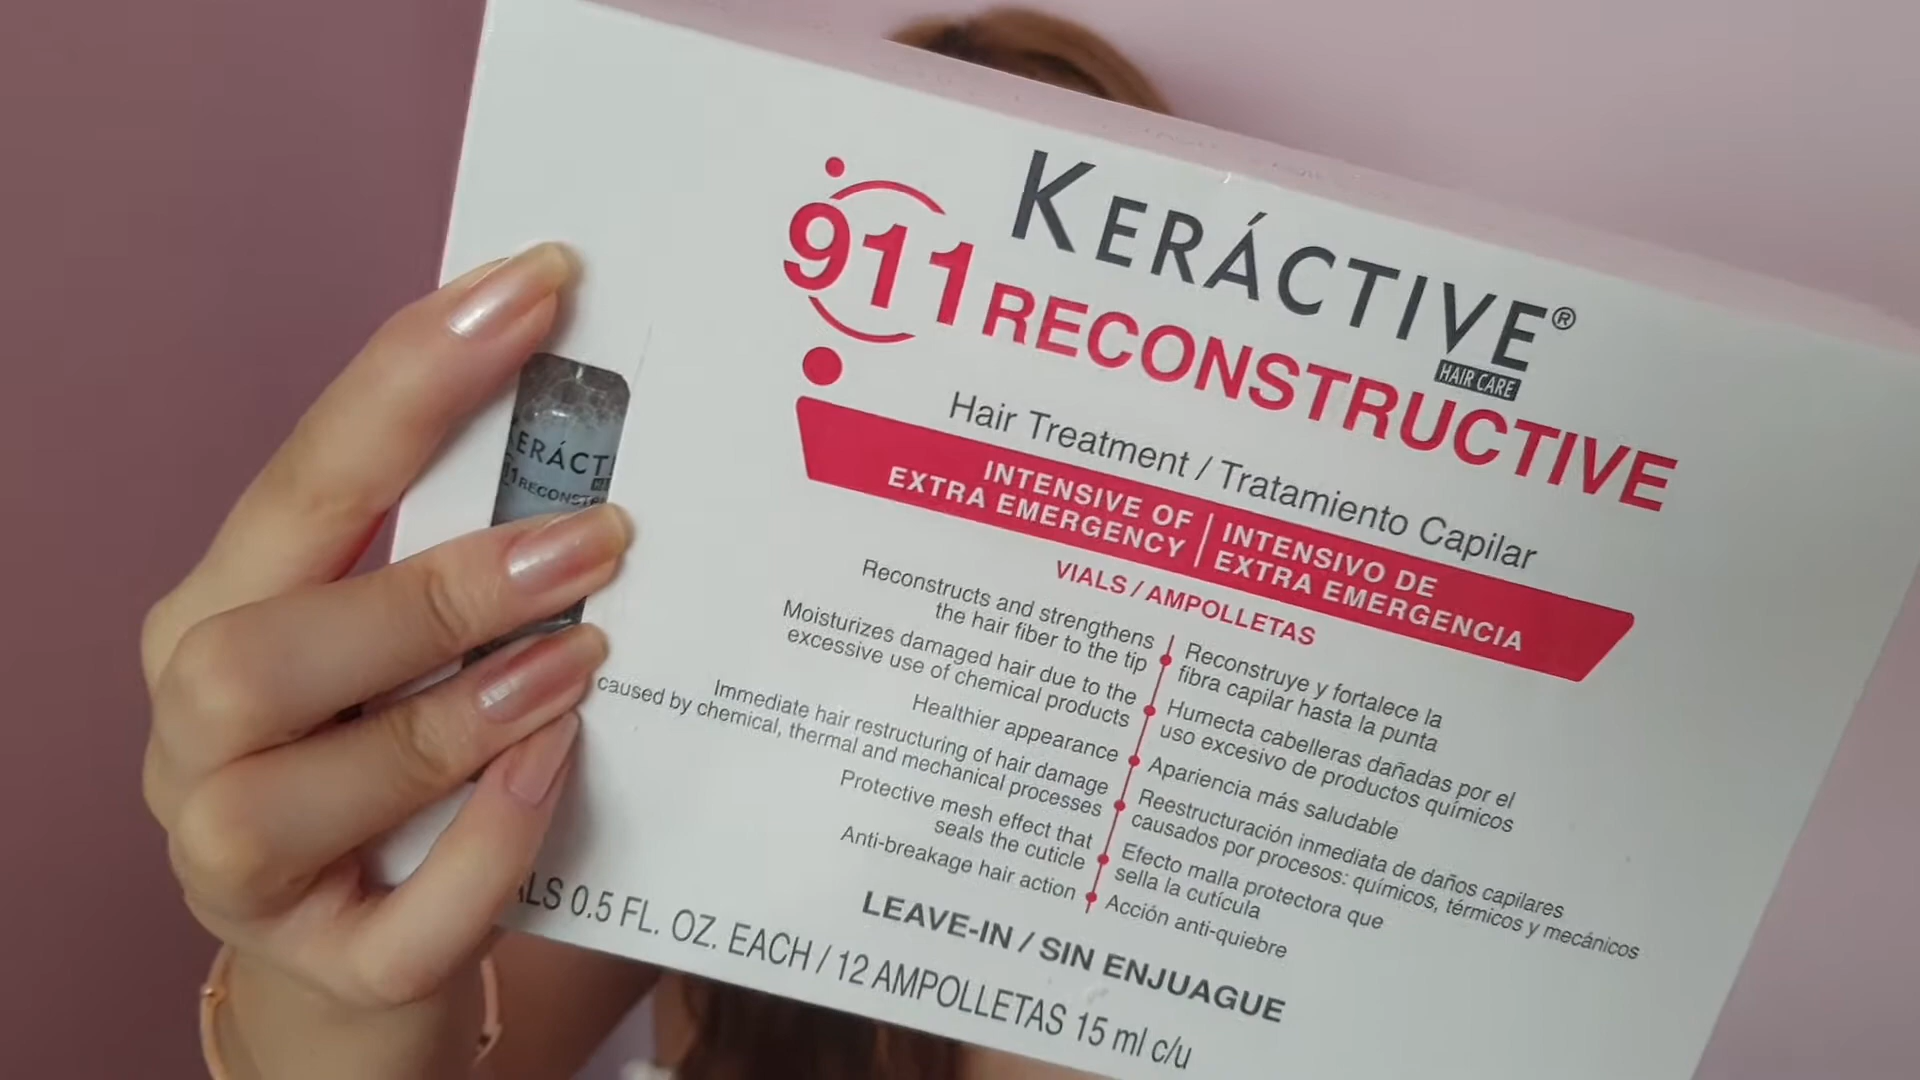 KERÁCTIVE®
HAIR CARE
911 RECONSTRUCTIVE
Hair Treatment / Tratamiento Capilar
INTENSIVE OF
EXTRA EMERGENCY
INTENSIVO DE
EXTRA EMERGENCIA
VIALS / AMPOLLETAS
Reconstructs and strengthens
the hair fiber to the tip
Moisturizes damaged hair due to the
excessive use of chemical products
Healthier appearance
Immediate hair restructuring of hair damage
caused by chemical, thermal and mechanical processes
Protective mesh effect that
seals the cuticle
Anti-breakage hair action
Reconstruye y fortalece la
fibra capilar hasta la punta
Humecta cabelleras dañadas por el
uso excesivo de productos químicos
Apariencia más saludable
Reestructuración inmediata de daños capilares
causados por procesos: químicos, térmicos y mecánicos
Efecto malla protectora que
sella la cutícula
Acción anti-quiebre
LEAVE-IN / SIN ENJUAGUE
0.5 FL. OZ. EACH / 12 AMPOLLETAS 15 ml c/u